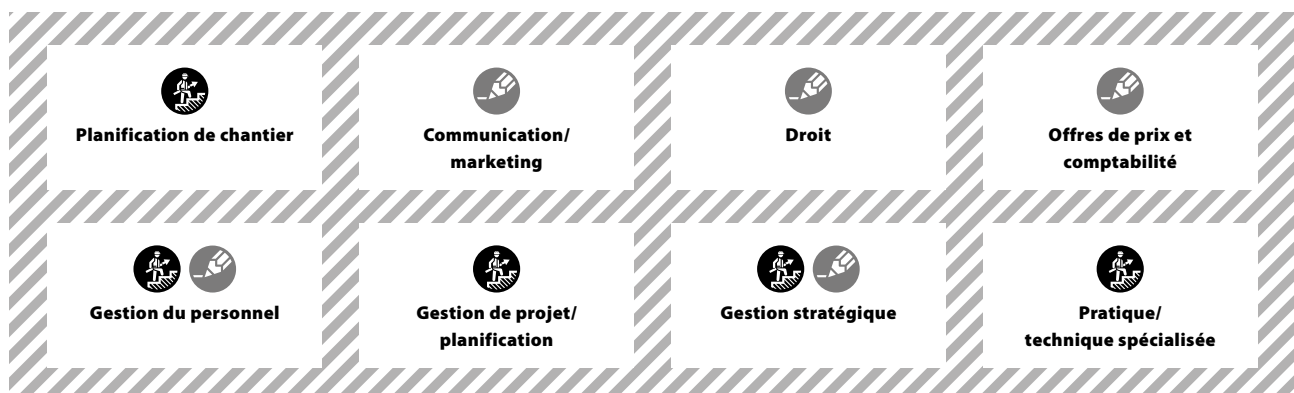 Planification de chantier
Communication/
marketing
Droit
Offres de prix et
comptabilité
Gestion du personnel
Gestion de projet/
planification
Gestion stratégique
Pratique/
technique spécialisée